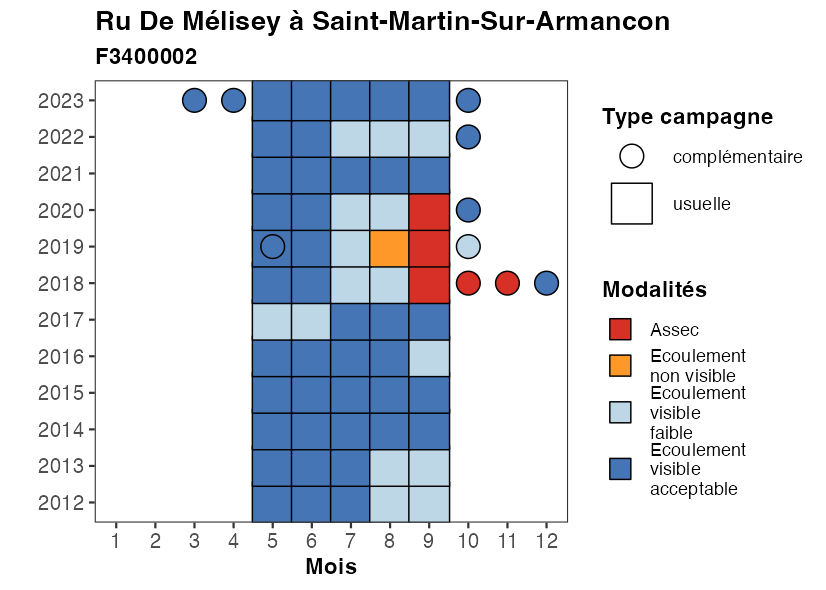 Ru De Mélisey à Saint-Martin-Sur-Armancon
F3400002
2023
2022
2021
2020
2019
2018
2017
2016
2015
2014
2013
2012
1 2 3 4 5 6 7 8 9 10 11 12
Mois
Type campagne
complémentaire
usuelle
Modalités
Assec
Ecoulement
non visible
Ecoulement
visible
faible
Ecoulement
visible
acceptable